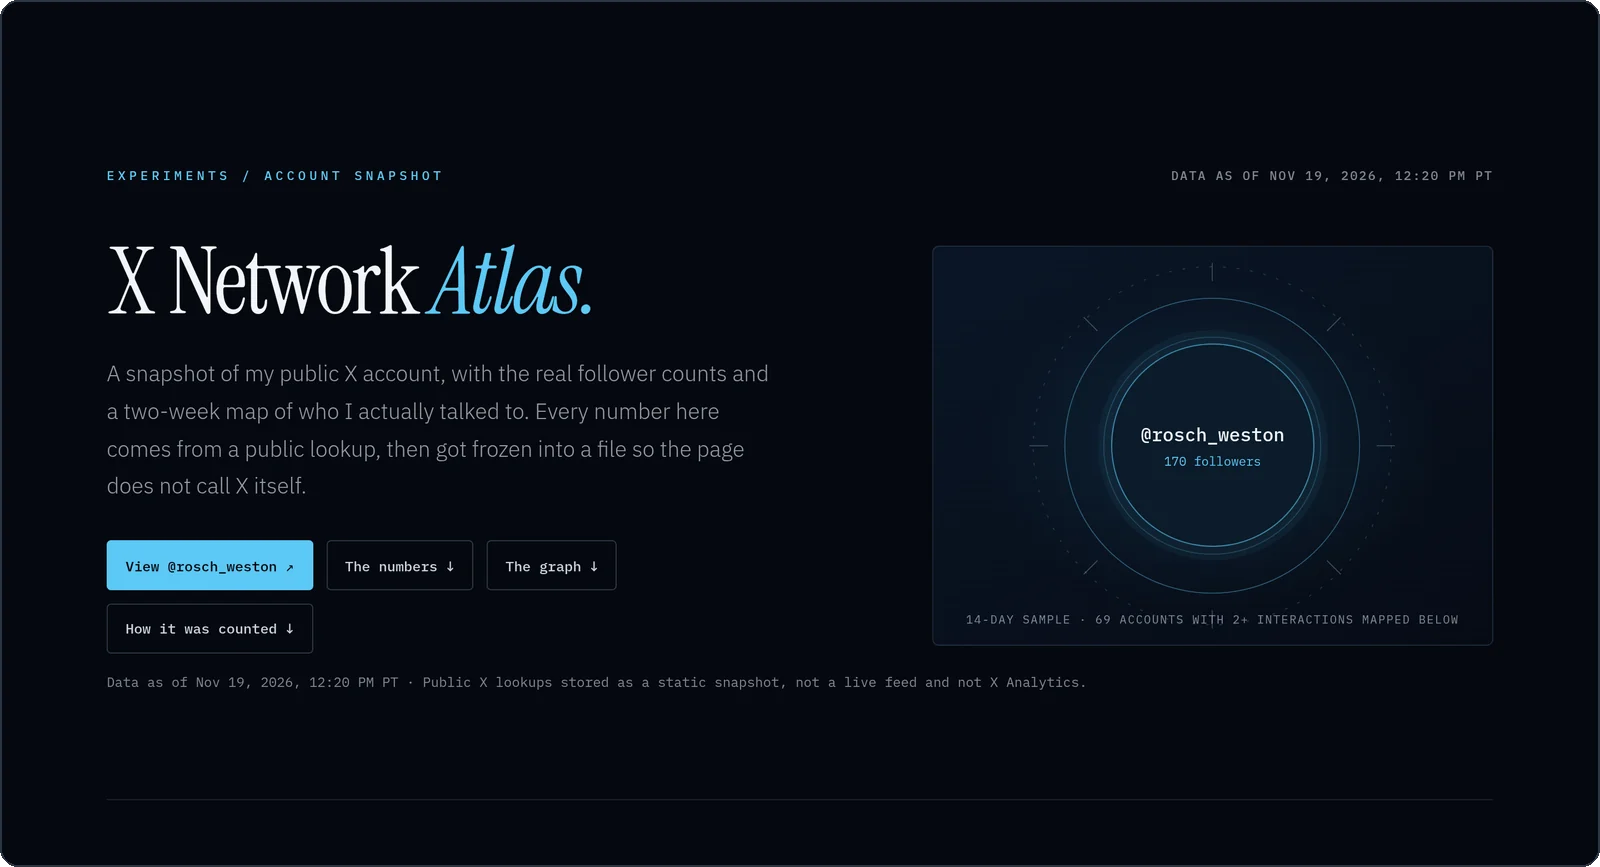 EXPERIMENTS / ACCOUNT SNAPSHOT
DATA AS OF NOV 19, 2026, 12:20 PM PT
X Network Atlas.
A snapshot of my public X account, with the real follower counts and
a two-week map of who I actually talked to. Every number here
comes from a public lookup, then got frozen into a file so the page
does not call X itself.
View @rosch_weston ↗
The numbers ↓
The graph ↓
How it was counted ↓
@rosch_weston
170 followers
14-DAY SAMPLE · 69 ACCOUNTS WITH 2+ INTERACTIONS MAPPED BELOW
Data as of Nov 19, 2026, 12:20 PM PT · Public X lookups stored as a static snapshot, not a live feed and not X Analytics.